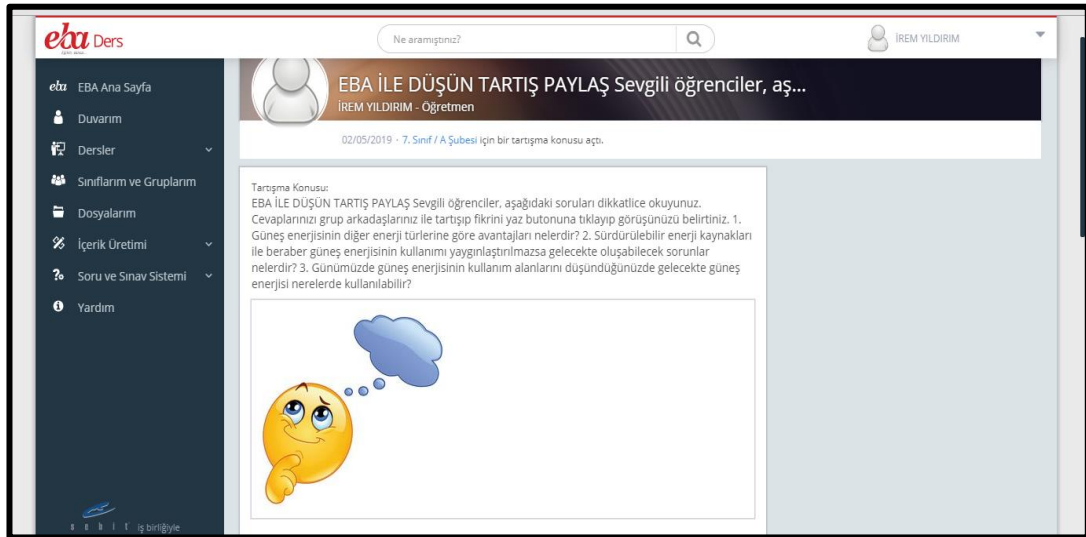 eba Ders
Ne aramıştınız?
İREM YILDIRIM
eba EBA Ana Sayfa
Duvarım
Dersler
Sınıflarım ve Gruplarım
Dosyalarım
İçerik Üretimi
Soru ve Sınav Sistemi
Yardım
sebit iş birliğiyle
EBA İLE DÜŞÜN TARTIŞ PAYLAŞ Sevgili öğrenciler, aş...
İREM YILDIRIM - Öğretmen
02/05/2019 - 7. Sınıf / A Şubesi için bir tartışma konusu açtı.
Tartışma Konusu:
EBA İLE DÜŞÜN TARTIŞ PAYLAŞ Sevgili öğrenciler, aşağıdaki soruları dikkatlice okuyunuz.
Cevaplarınızı grup arkadaşlarınız ile tartışıp fikrini yaz butonuna tıklayıp görüşünüzü belirtiniz. 1.
Güneş enerjisinin diğer enerji türlerine göre avantajları nelerdir? 2. Sürdürülebilir enerji kaynakları
ile beraber güneş enerjisinin kullanımı yaygınlaştırılmazsa gelecekte oluşabilecek sorunlar
nelerdir? 3. Günümüzde güneş enerjisinin kullanım alanlarını düşündüğünüzde gelecekte güneş
enerjisi nerelerde kullanılabilir?